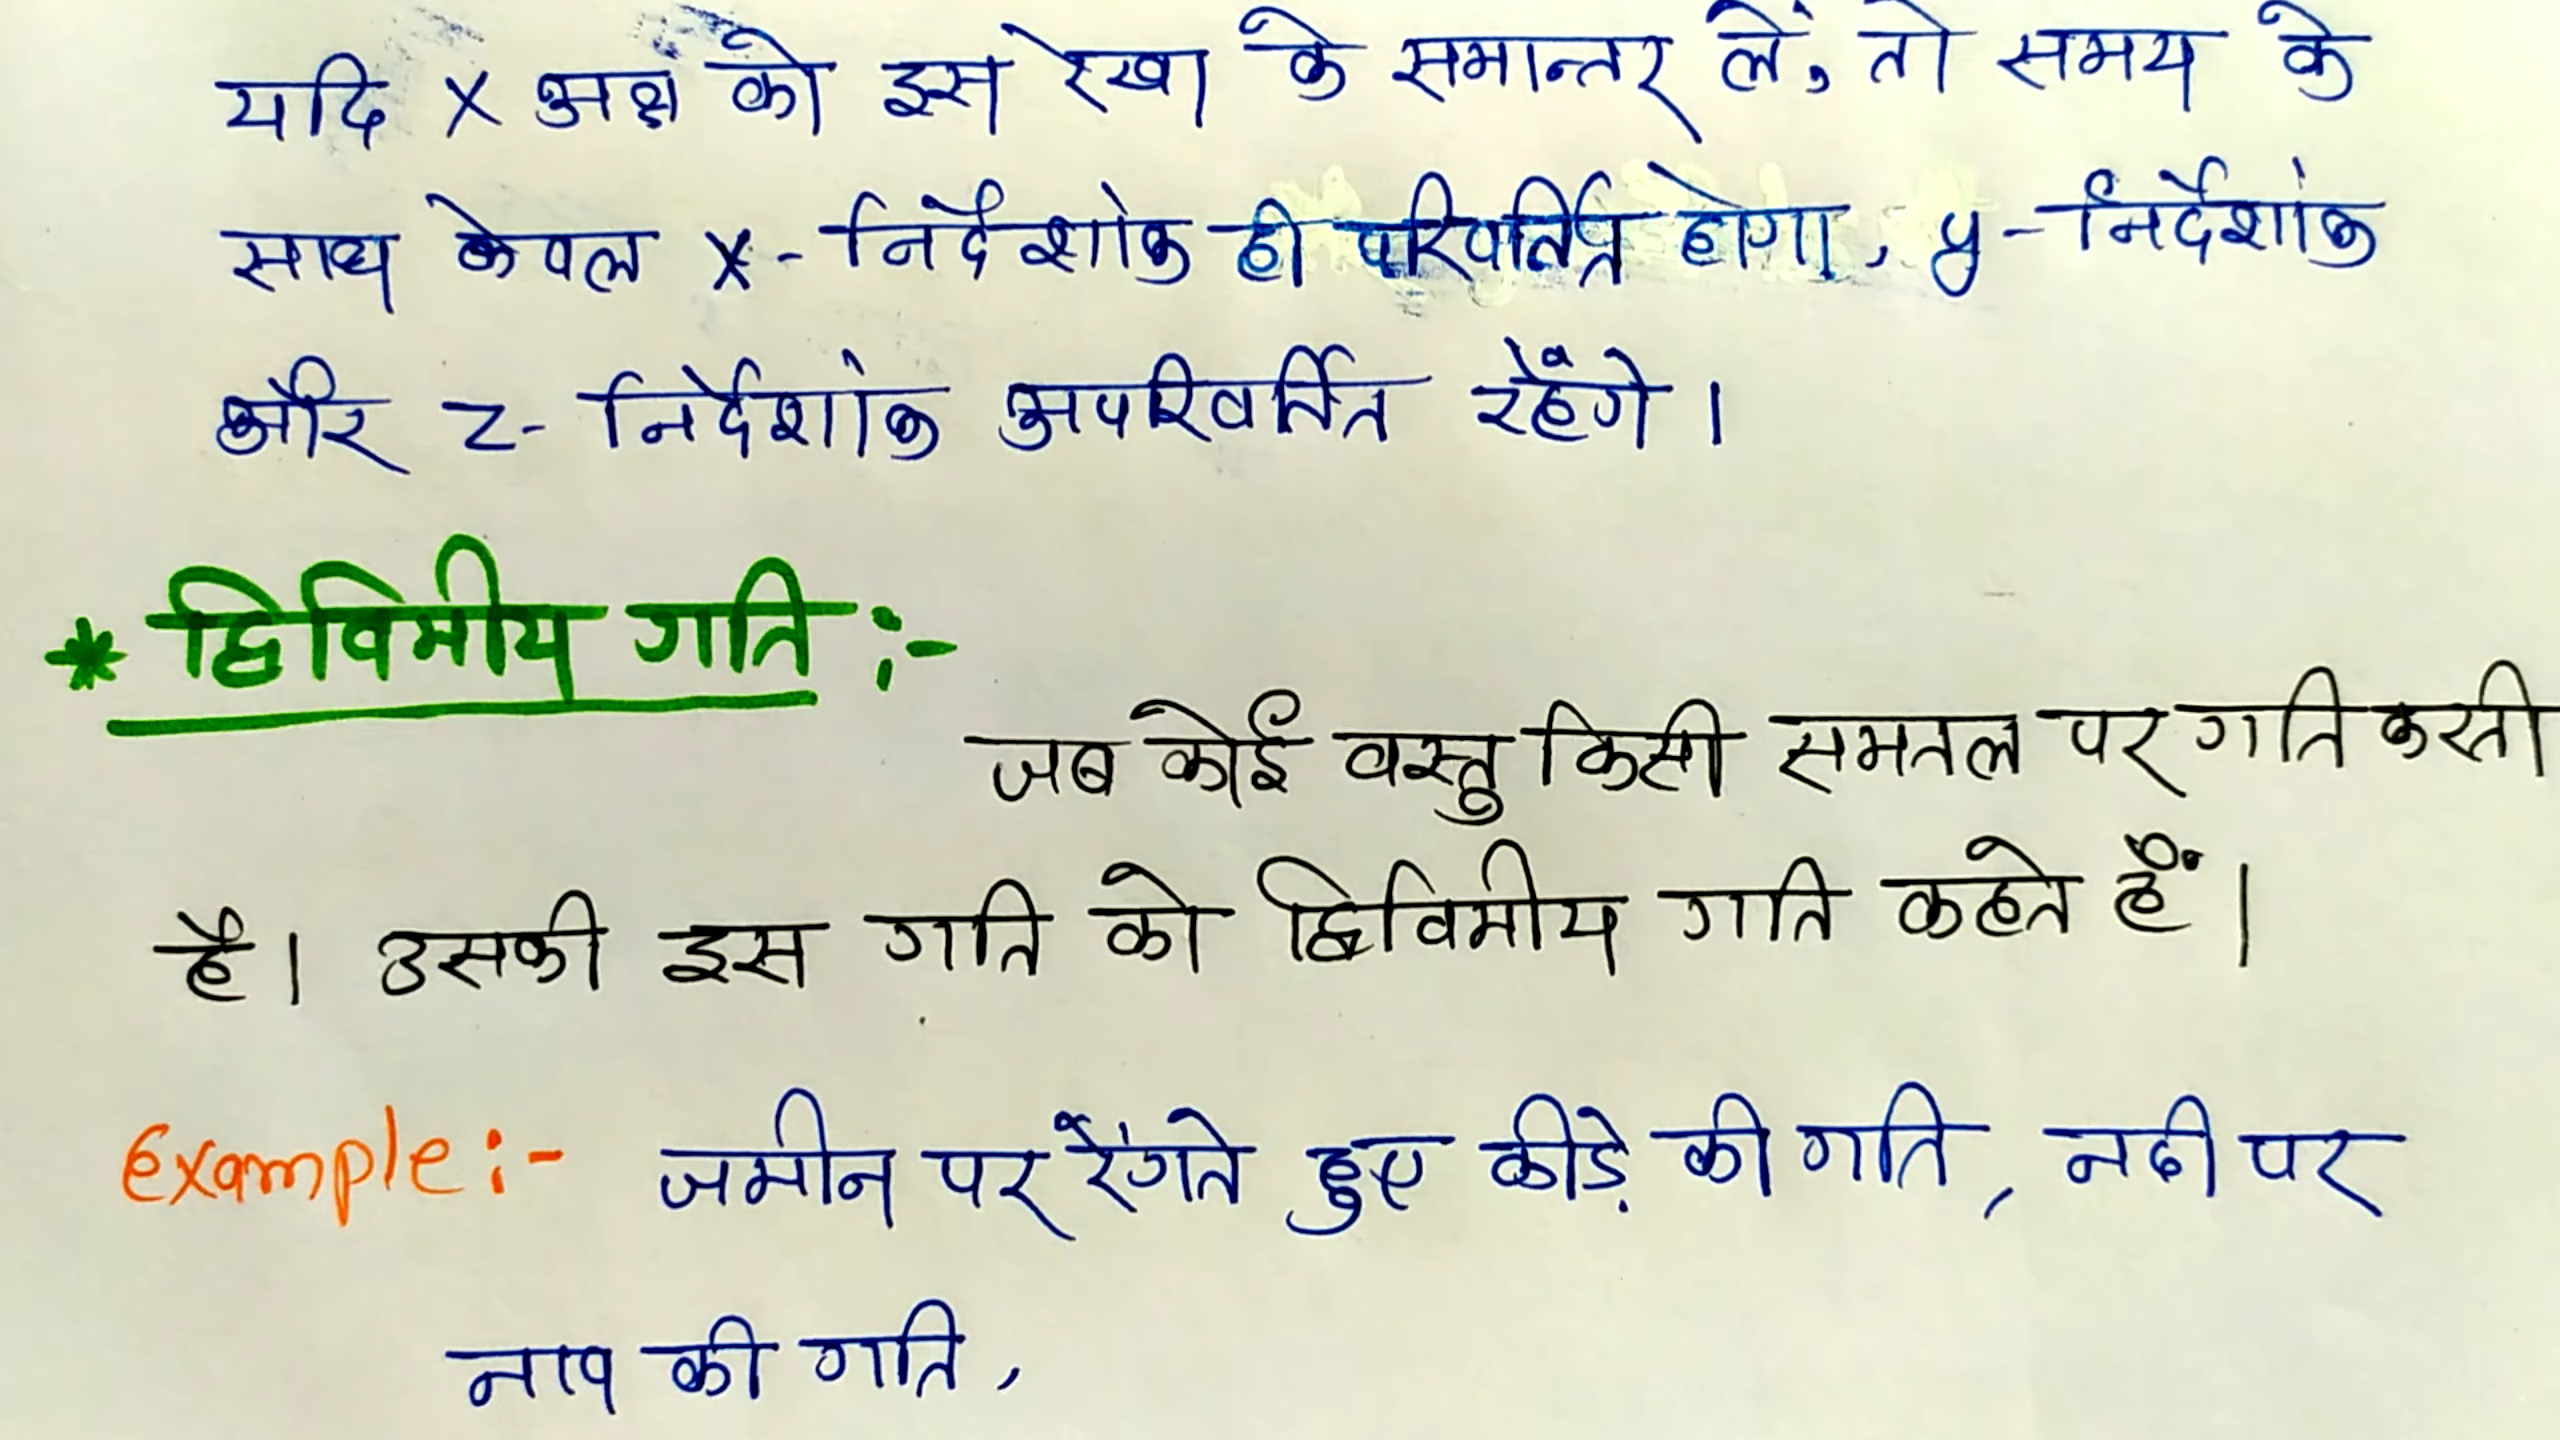 यदि x अक्ष को इस रेखा के समान्तर लें, तो समय के
साथ केवल x- निर्देशांक ही परिवर्तित होगा, y-निर्देशांक
और z- निर्देशांक अपरिवर्तित रहेंगे ।
* द्विविमीय गति :-
जब कोई वस्तु किसी समतल पर गति करती
है। उसकी इस गति को द्विविमीय गति कहते हैं।
Example:- जमीन पर रेंगते हुए कीड़े की गति, नदी पर
नाव की गति,